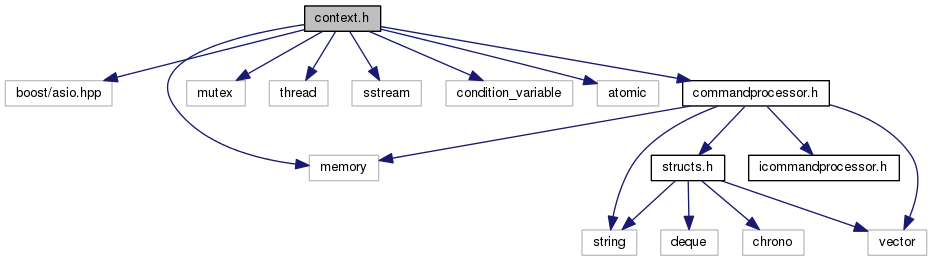 context.h
boost/asio.hpp
mutex
thread
sstream
condition_variable
atomic
commandprocessor.h
memory
structs.h
icommandprocessor.h
string
deque
chrono
vector